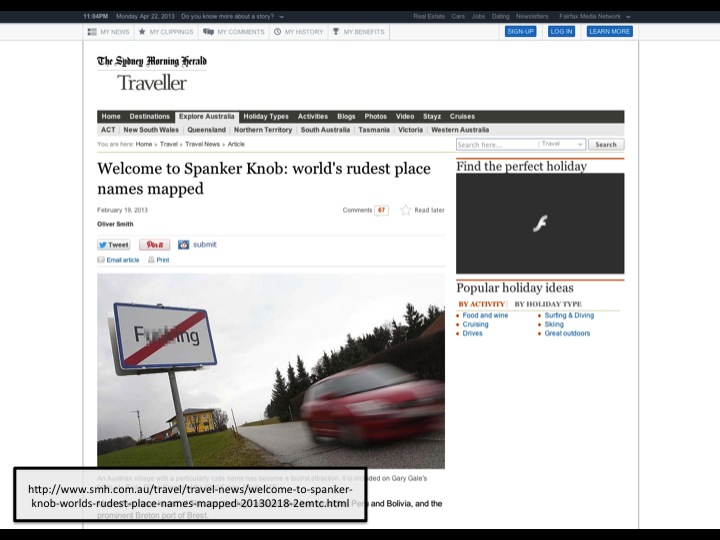 11:04PM Monday Apr 22, 2013 Do you know more about a story?
Real Estate Cars Jobs Dating Newsletters Fairfax Media Network
MY NEWS MY CLIPPINGS MY COMMENTS MY HISTORY MY BENEFITS
SIGN-UP LOG IN LEARN MORE
The Sydney Morning Herald
Traveller
Home Destinations Explore Australia Holiday Types Activities Blogs Photos Video Stayz Cruises
ACT New South Wales Queensland Northern Territory South Australia Tasmania Victoria Western Australia
You are here: Home » Travel » Travel News » Article
Search here... Travel Search
Welcome to Spanker Knob: world's rudest place
names mapped
February 19, 2013
Comments 67 Read later
Oliver Smith
Tweet Pin it submit
Email article Print
Find the perfect holiday
Popular holiday ideas
BY ACTIVITY BY HOLIDAY TYPE
Food and wine
Cruising
Drives
Surfing & Diving
Skiing
Great outdoors
An Austrian village with a particularly rude name has become a tourist attraction. It is included on Gary Gale's
http://www.smh.com.au/travel/travel-news/welcome-to-spanker-
knob-worlds-rudest-place-names-mapped-20130218-2emtc.html
Peru and Bolivia, and the
prominent Breton port of Brest.